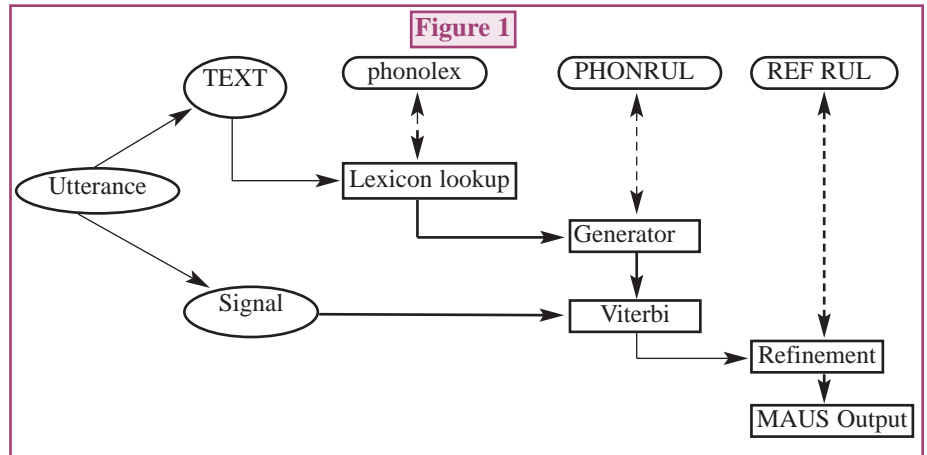 Figure 1
TEXT
phonolex
PHONRUL
REF RUL
Utterance
Lexicon lookup
Generator
Signal
Viterbi
Refinement
MAUS Output